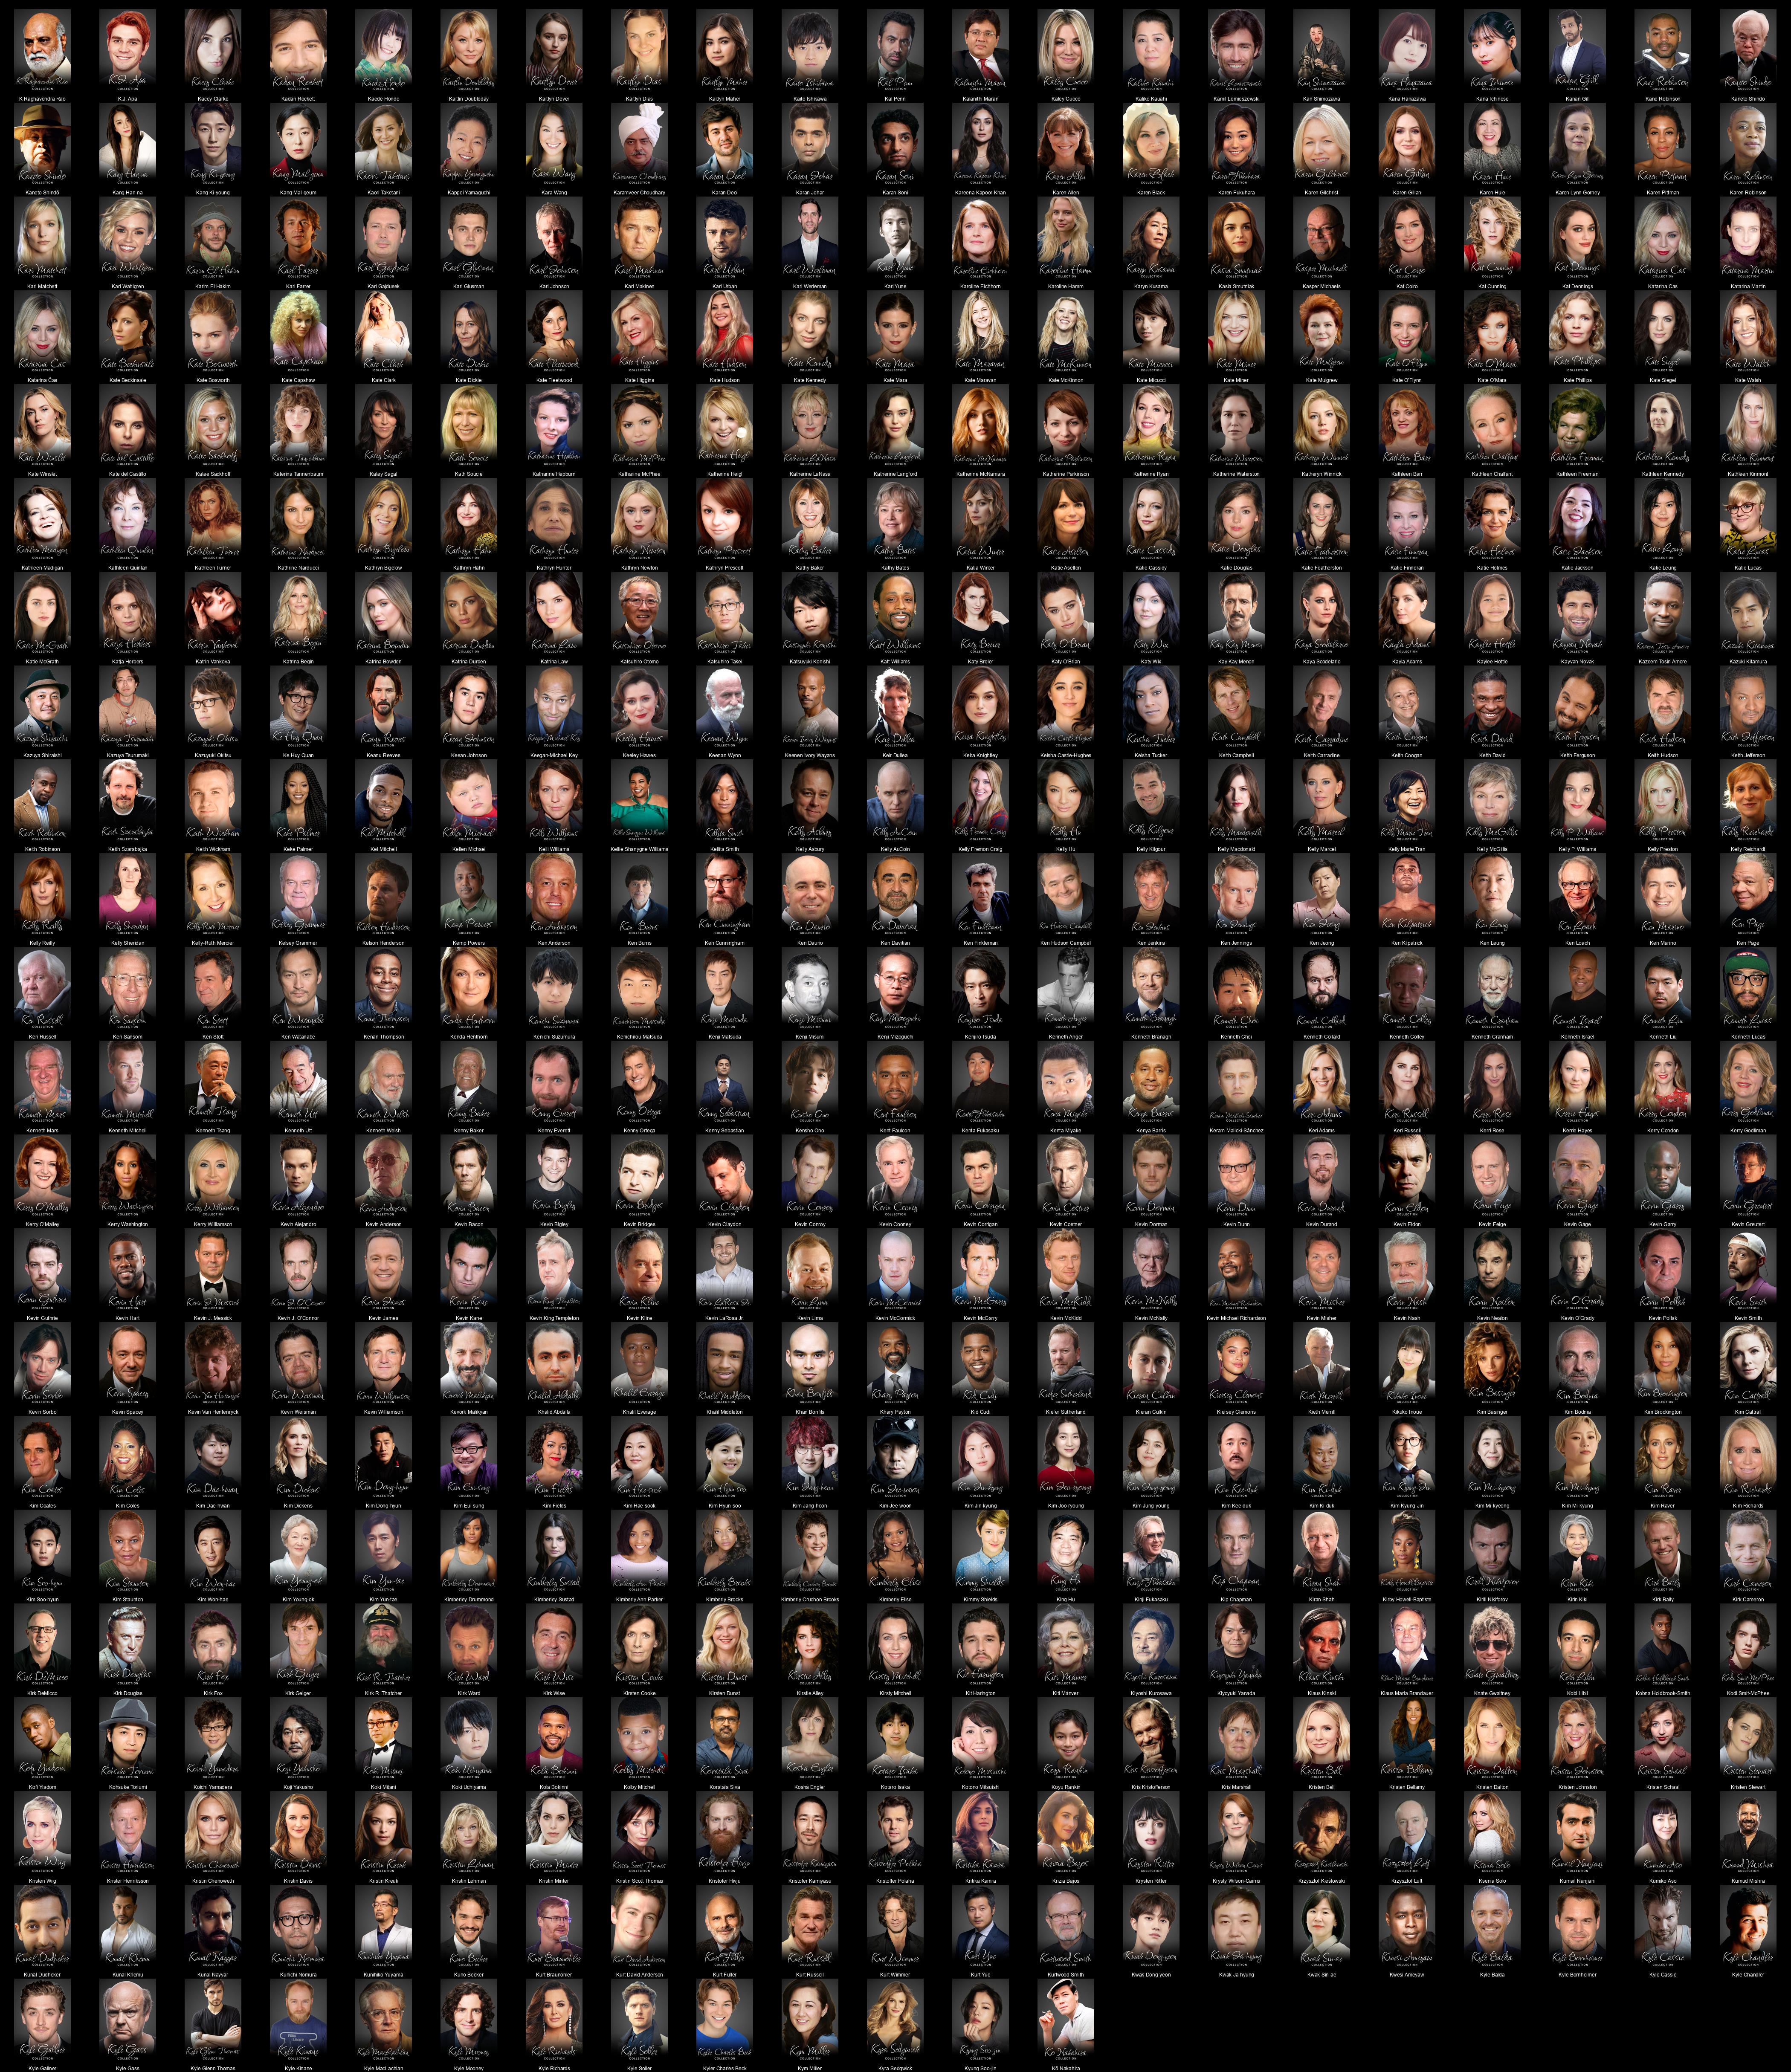 K Raghavendra Rao K.J. Apa Kacey Clarke Kadan Rockett Kaede Hondo Kaitlin Doubleday Kaitlyn Dever Kaitlyn Dias Kaitlyn Maher Kaito Ishikawa Kal Penn Kalanithi Maran Kaley Cuoco Kaliko Kauahi Kamil Lemieszewski Kan Shimozawa Kana Hanazawa Kana Ichinose Kanan Gill Kane Robinson Kaneto Shindo
Kaneto Shindô Kang Han-na Kang Ki-young Kang Mal-geum Kaori Taketani Kappei Yamaguchi Kara Wang Karamveer Choudhary Karan Deol Karan Johar Karan Soni Kareena Kapoor Khan Karen Allen Karen Black Karen Fukuhara Karen Gilchrist Karen Gillan Karen Huie Karen Lynn Gorney Karen Pittman Karen Robinson
Kari Matchett Kari Wahlgren Karim El Hakim Karl Farrer Karl Gajdusek Karl Glusman Karl Johnson Karl Makinen Karl Urban Karl Werleman Karl Yune Karoline Eichhorn Karoline Hamm Karyn Kusama Kasia Smutniak Kasper Michaels Kat Coiro Kat Cunning Kat Dennings Katarina Cas Katarina Martin
Katarina Čas Kate Beckinsale Kate Bosworth Kate Capshaw Kate Clark Kate Dickie Kate Fleetwood Kate Higgins Kate Hudson Kate Kennedy Kate Mara Kate Maravan Kate McKinnon Kate Micucci Kate Miner Kate Mulgrew Kate O'Flynn Kate O'Mara Kate Phillips Kate Siegel Kate Walsh
Kate Winslet Kate del Castillo Katee Sackhoff Katerina Tannenbaum Katey Sagal Kath Soucie Katharine Hepburn Katharine McPhee Katherine Heigl Katherine LaNasa Katherine Langford Katherine McNamara Katherine Parkinson Katherine Ryan Katherine Waterston Katheryn Winnick Kathleen Barr Kathleen Chalfant Kathleen Freeman Kathleen Kennedy Kathleen Kinmont
Kathleen Madigan Kathleen Quinlan Kathleen Turner Kathrine Narducci Kathryn Bigelow Kathryn Hahn Kathryn Hunter Kathryn Newton Kathryn Prescott Kathy Baker Kathy Bates Katia Winter Katie Aselton Katie Cassidy Katie Douglas Katie Featherston Katie Finneran Katie Holmes Katie Jackson Katie Leung Katie Lucas
Katie McGrath Katja Herbers Katrin Vankova Katrina Begin Katrina Bowden Katrina Durden Katrina Law Katsuhiro Otomo Katsuhiro Takei Katsuyuki Konishi Katt Williams Katy Breier Katy O'Brian Katy Wix Kay Kay Menon Kaya Scodelario Kayla Adams Kaylee Hottle Kayvan Novak Kazeem Tosin Amore Kazuki Kitamura
Kazuya Shiraishi Kazuya Tsurumaki Kazuyuki Okitsu Ke Huy Quan Keanu Reeves Kean Johnson Keegan-Michael Key Keeley Hawes Keenan Wynn Keenen Ivory Wayans Keir Dullea Keira Knightley Keisha Castle-Hughes Keisha Tucker Keith Campbell Keith Carradine Keith Coogan Keith David Keith Ferguson Keith Hudson Keith Jefferson
Keith Robinson Keith Szarabajka Keith Wickham Keke Palmer Kel Mitchell Kellen Michael Kelli Williams Kellie Shanygne Williams Kellita Smith Kelly Asbury Kelly AuCoin Kelly Fremon Craig Kelly Hu Kelly Kilgour Kelly Macdonald Kelly Marcel Kelly Marie Tran Kelly McGillis Kelly P. Williams Kelly Preston Kelly Reichardt
Kelly Reilly Kelly Sheridan Kelly-Ruth Mercier Kelsey Grammer Kelson Henderson Kemp Powers Ken Anderson Ken Burns Ken Cunningham Ken Daurio Ken Davitian Ken Finkleman Ken Hudson Campbell Ken Jenkins Ken Jennings Ken Jeong Ken Kilpatrick Ken Leung Ken Loach Ken Marino Ken Page
Ken Russell Ken Sansom Ken Stott Ken Watanabe Kenan Thompson Kenda Henthorn Kenichi Suzumura Kenichirou Matsuda Kenji Matsuda Kenji Misumi Kenji Mizoguchi Kenjiro Tsuda Kenneth Anger Kenneth Branagh Kenneth Choi Kenneth Collard Kenneth Colley Kenneth Cranham Kenneth Israel Kenneth Liu Kenneth Lucas
Kenneth Mars Kenneth Mitchell Kenneth Tsang Kenneth Utt Kenneth Welsh Kenny Baker Kenny Everett Kenny Ortega Kenny Sebastian Kensho Ono Kent Faulcon Kenta Fukasaku Kenta Miyake Kenya Barris Keram Malicki-Sánchez Keri Adams Keri Russell Kerri Rose Kerrie Hayes Kerry Condon Kerry Godliman
Kerry O'Malley Kerry Washington Kerry Williamson Kevin Alejandro Kevin Anderson Kevin Bacon Kevin Bigley Kevin Bridges Kevin Claydon Kevin Conroy Kevin Cooney Kevin Corrigan Kevin Costner Kevin Dorman Kevin Dunn Kevin Durand Kevin Eldon Kevin Feige Kevin Gage Kevin Garry Kevin Greutert
Kevin Guthrie Kevin Hart Kevin J. Messick Kevin J. O'Connor Kevin James Kevin Kane Kevin King Templeton Kevin Kline Kevin LaRosa Jr. Kevin Lima Kevin McCormick Kevin McGarry Kevin McKidd Kevin McNally Kevin Michael Richardson Kevin Misher Kevin Nash Kevin Nealon Kevin O'Grady Kevin Pollak Kevin Smith
Kevin Sorbo Kevin Spacey Kevin Van Hentenryck Kevin Weisman Kevin Williamson Kevork Malikyan Khalid Abdalla Khalil Everage Khalil Middleton Khan Bonfils Khary Payton Kid Cudi Kiefer Sutherland Kieran Culkin Kiersey Clemons Kieth Merrill Kikuko Inoue Kim Basinger Kim Bodnia Kim Brockington Kim Cattrall
Kim Coates Kim Coles Kim Dae-hwan Kim Dickens Kim Dong-hyun Kim Eui-sung Kim Fields Kim Hae-sook Kim Hyun-soo Kim Jang-hoon Kim Jee-woon Kim Jin-kyung Kim Joo-ryoung Kim Jung-young Kim Kee-duk Kim Ki-duk Kim Kyung-Jin Kim Mi-kyeong Kim Mi-kyung Kim Raver Kim Richards
Kim Soo-hyun Kim Staunton Kim Won-hae Kim Young-ok Kim Yun-tae Kimberley Drummond Kimberley Sustad Kimberly Ann Parker Kimberly Brooks Kimberly Cruchon Brooks Kimberly Elise Kimmy Shields King Hu Kinji Fukasaku Kip Chapman Kiran Shah Kirby Howell-Baptiste Kirill Nikiforov Kirin Kiki Kirk Baily Kirk Cameron
Kirk DeMicco Kirk Douglas Kirk Fox Kirk Geiger Kirk R. Thatcher Kirk Ward Kirk Wise Kirsten Cooke Kirsten Dunst Kirstie Alley Kirsty Mitchell Kit Harington Kiti Mánver Kiyoshi Kurosawa Kiyoyuki Yanada Klaus Kinski Klaus Maria Brandauer Knate Gwaltney Kobi Libii Kobna Holdbrook-Smith Kodi Smit-McPhee
Kofi Yiadom Kohsuke Toriumi Koichi Yamadera Koji Yakusho Koki Mitani Koki Uchiyama Kola Bokinni Kolby Mitchell Koratala Siva Kosha Engler Kotaro Isaka Kotono Mitsuishi Koyu Rankin Kris Kristofferson Kris Marshall Kristen Bell Kristen Bellamy Kristen Dalton Kristen Johnston Kristen Schaal Kristen Stewart
Kristen Wiig Krister Henriksson Kristin Chenoweth Kristin Davis Kristin Kreuk Kristin Lehman Kristin Minter Kristin Scott Thomas Kristofer Hivju Kristofer Kamiyasu Kristoffer Polaha Kritika Kamra Krizia Bajos Krysten Ritter Krysty Wilson-Cairns Krzysztof Kieślowski Krzysztof Luft Ksenia Solo Kumail Nanjiani Kumiko Aso Kumud Mishra
Kunal Dudheker Kunal Khemu Kunal Nayyar Kunichi Nomura Kunihiko Yuyama Kuno Becker Kurt Braunohler Kurt David Anderson Kurt Fuller Kurt Russell Kurt Wimmer Kurt Yue Kurtwood Smith Kwak Dong-yeon Kwak Ja-hyung Kwak Sin-ae Kwesi Ameyaw Kyle Balda Kyle Bornheimer Kyle Cassie Kyle Chandler
Kyle Gallner Kyle Gass Kyle Glenn Thomas Kyle Kinane Kyle MacLachlan Kyle Mooney Kyle Richards Kyle Soller Kyler Charles Beck Kym Miller Kyra Sedgwick Kyung Soo-jin Kô Nakahira